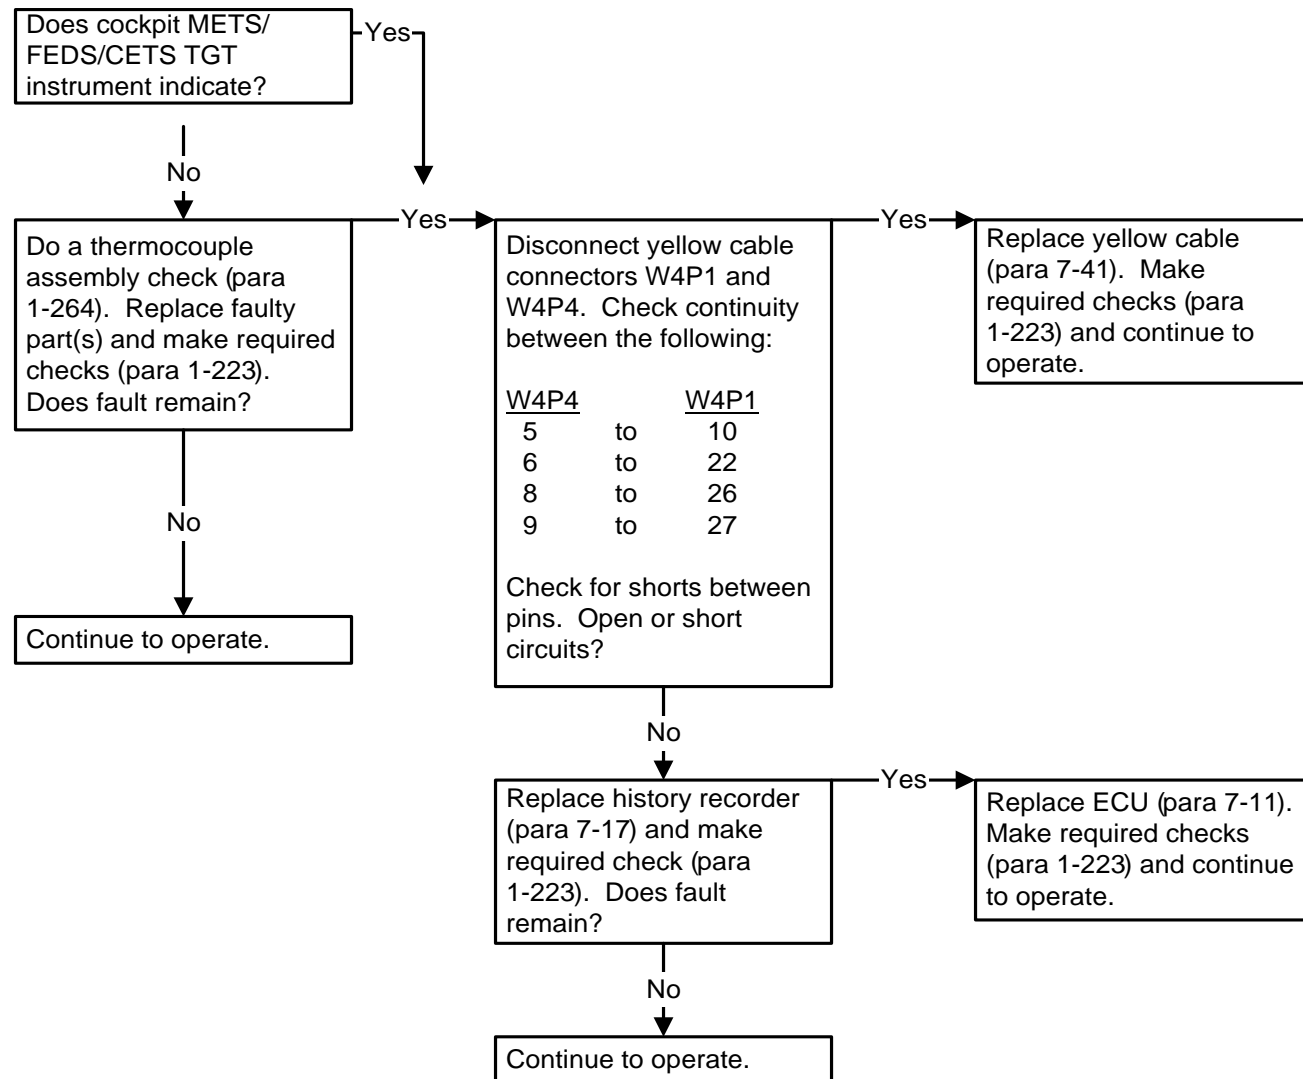 Does cockpit METS/
FEDS/CETS TGT
instrument indicate?
Yes
No
Do a thermocouple
assembly check (para
1-264). Replace faulty
part(s) and make required
checks (para 1-223).
Does fault remain?
Yes
No
Continue to operate.
Disconnect yellow cable
connectors W4P1 and
W4P4. Check continuity
between the following:
W4P4 W4P1
5 to 10
6 to 22
8 to 26
9 to 27
Check for shorts between
pins. Open or short
circuits?
Yes
Replace yellow cable
(para 7-41). Make
required checks (para
1-223) and continue to
operate.
No
Replace history recorder
(para 7-17) and make
required check (para
1-223). Does fault
remain?
Yes
Replace ECU (para 7-11).
Make required checks
(para 1-223) and continue
to operate.
No
Continue to operate.